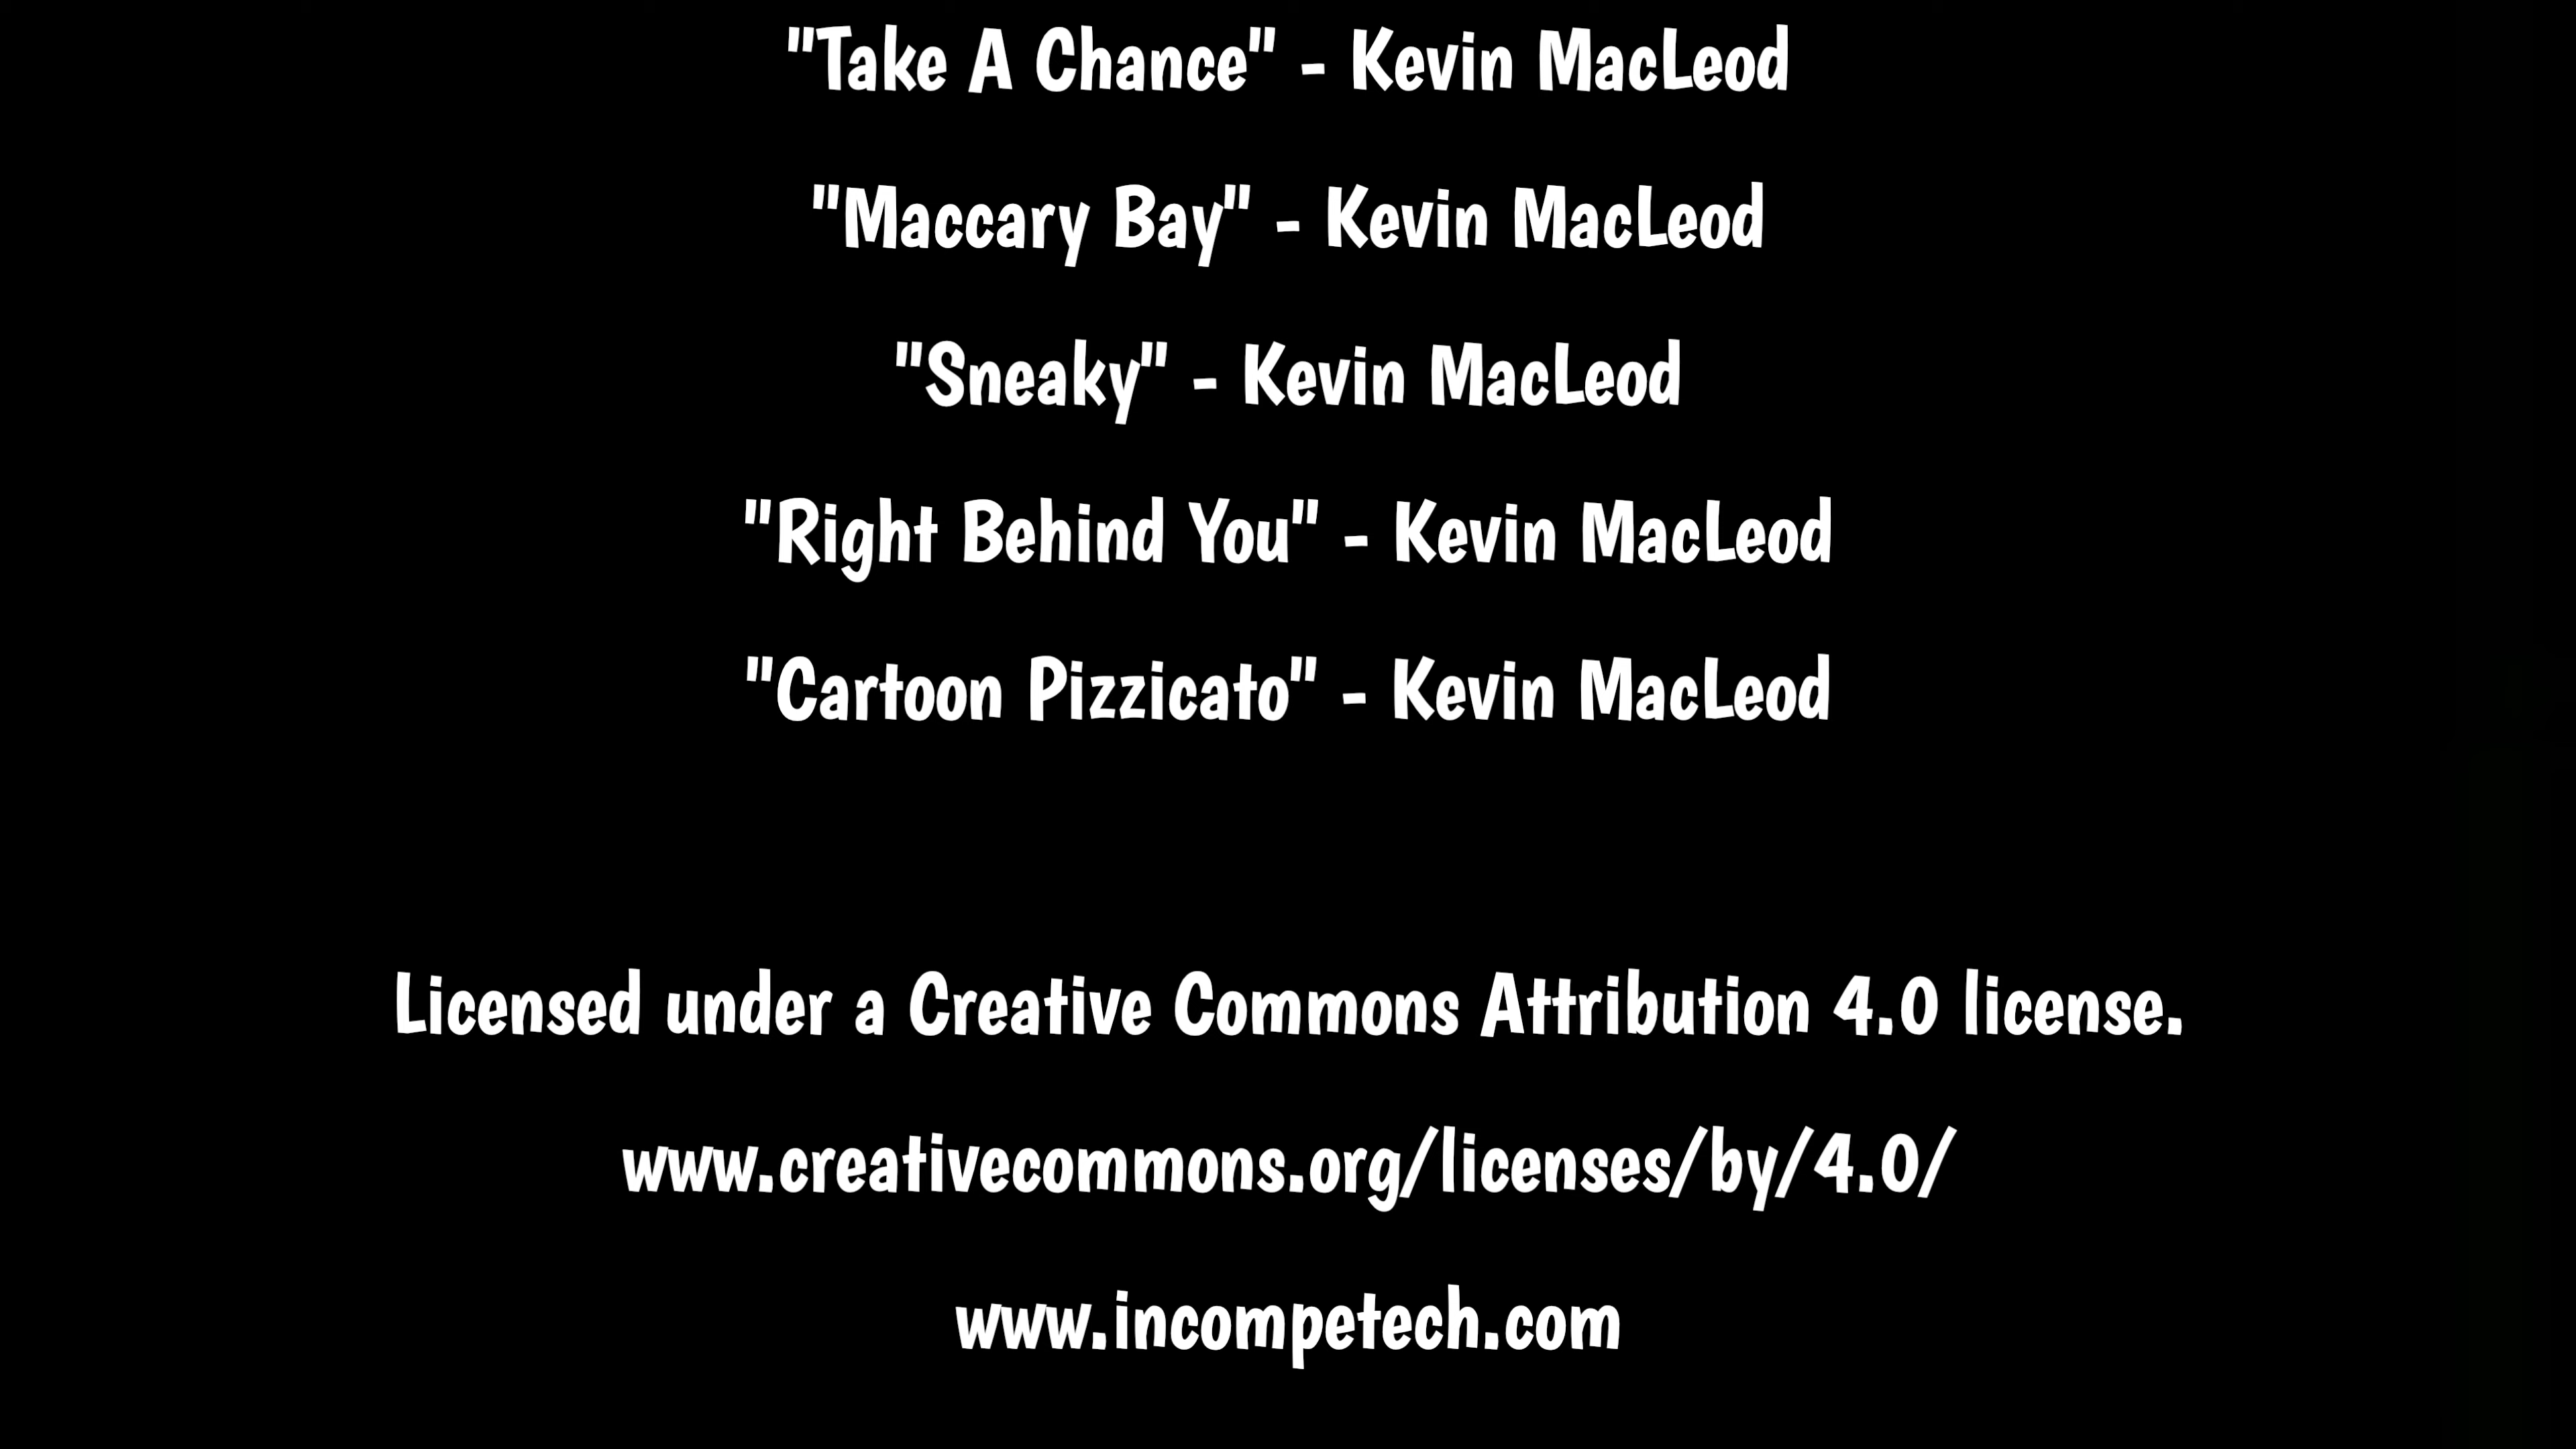 "Take A Chance" - Kevin MacLeod
"Maccary Bay" - Kevin MacLeod
"Sneaky" - Kevin MacLeod
"Right Behind You" - Kevin MacLeod
"Cartoon Pizzicato" - Kevin MacLeod
Licensed under a Creative Commons Attribution 4.0 license.
www.creativecommons.org/licenses/by/4.0/
www.incompetech.com